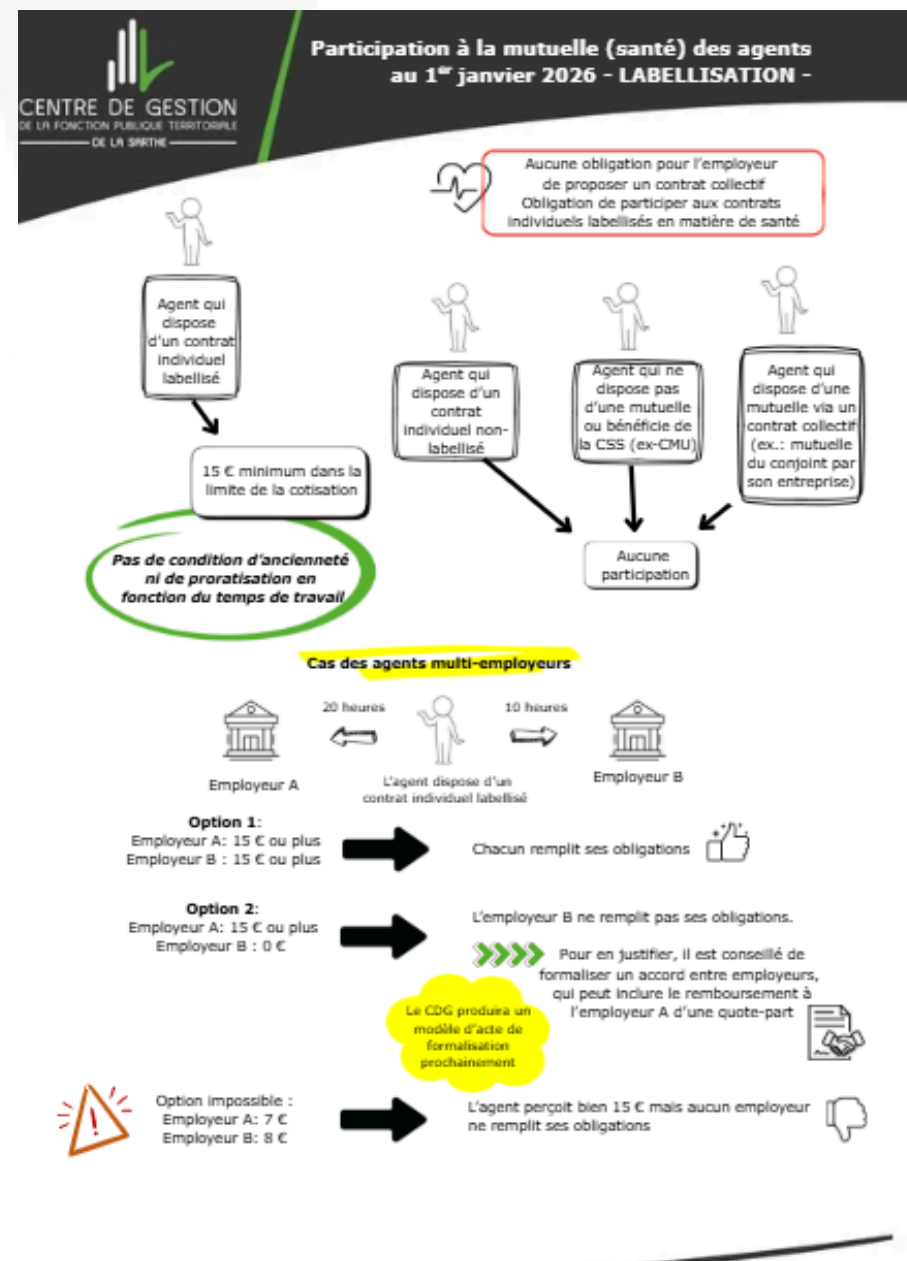 Participation à la mutuelle (santé) des agents
au 1er janvier 2026 - LABELLISATION -
CENTRE DE GESTION
DE LA FONCTION PUBLIQUE TERRITORIALE
DE LA SARTHE
Aucune obligation pour l'employeur
de proposer un contrat collectif
Obligation de participer aux contrats
individuels labellisés en matière de santé
Agent qui
dispose
d'un contrat
individuel
labellisé
15 € minimum dans la
limite de la cotisation
Pas de condition d'ancienneté
ni de proratisation en
fonction du temps de travail
Agent qui
dispose d'un
contrat
individuel non-
labellisé
Agent qui ne
dispose pas
d'une mutuelle
ou bénéficie de
la CSS (ex-CMU)
Agent qui
dispose d'une
mutuelle via un
contrat collectif
(ex.: mutuelle
du conjoint par
son entreprise)
Aucune
participation
Cas des agents multi-employeurs
20 heures
10 heures
Employeur A
L'agent dispose d'un
contrat individuel labellisé
Employeur B
Option 1:
Employeur A: 15 € ou plus
Employeur B : 15 € ou plus
Chacun remplit ses obligations
Option 2:
Employeur A: 15 € ou plus
Employeur B : 0 €
L'employeur B ne remplit pas ses obligations.
Pour en justifier, il est conseillé de
formaliser un accord entre employeurs,
qui peut inclure le remboursement à
l'employeur A d'une quote-part
Le CDG produira un
modèle d'acte de
formalisation
prochainement
Option impossible :
Employeur A: 7 €
Employeur B: 8 €
L'agent perçoit bien 15 € mais aucun employeur
ne remplit ses obligations